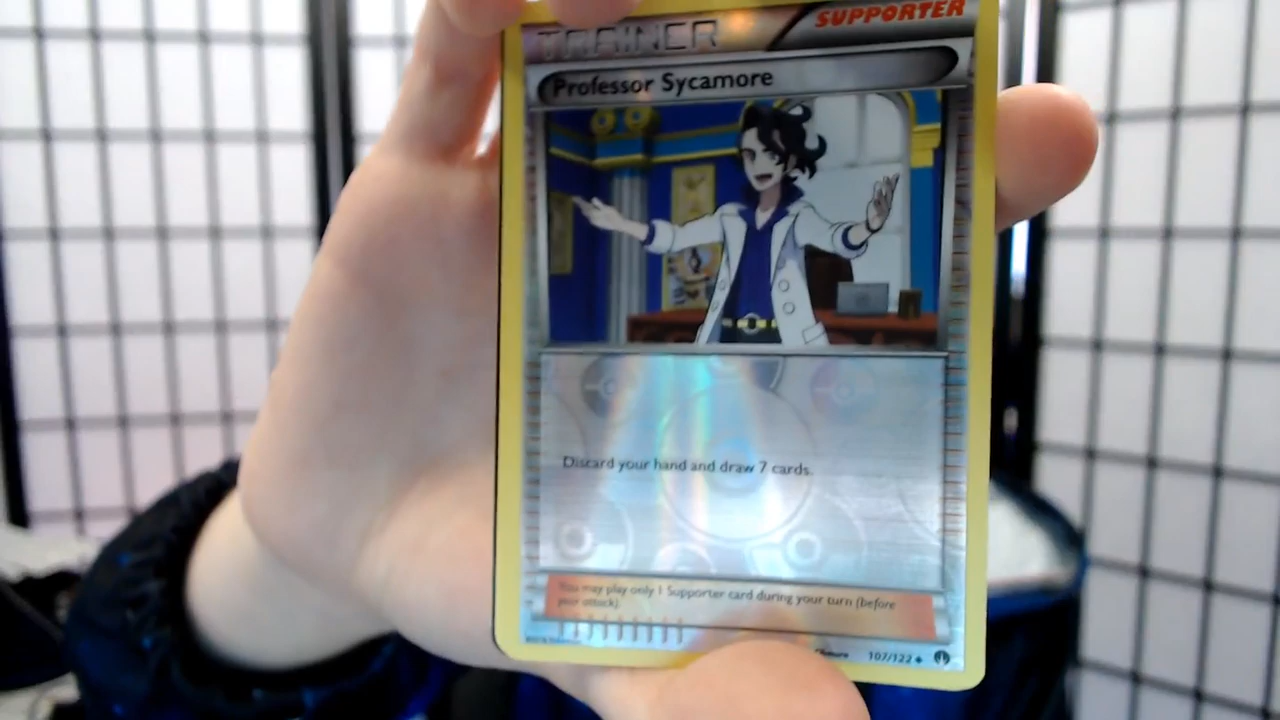 TRAINER
SUPPORTER
Professor Sycamore
Discard your hand and draw 7 cards.
You may play only 1 Supporter card during your turn (before
your attack).
107/122